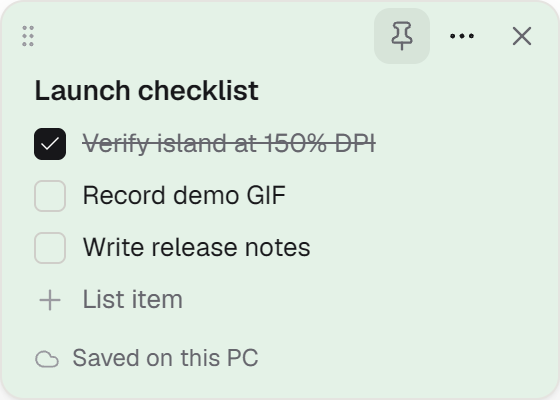 Launch checklist
Verify island at 150% DPI
Record demo GIF
Write release notes
List item
Saved on this PC